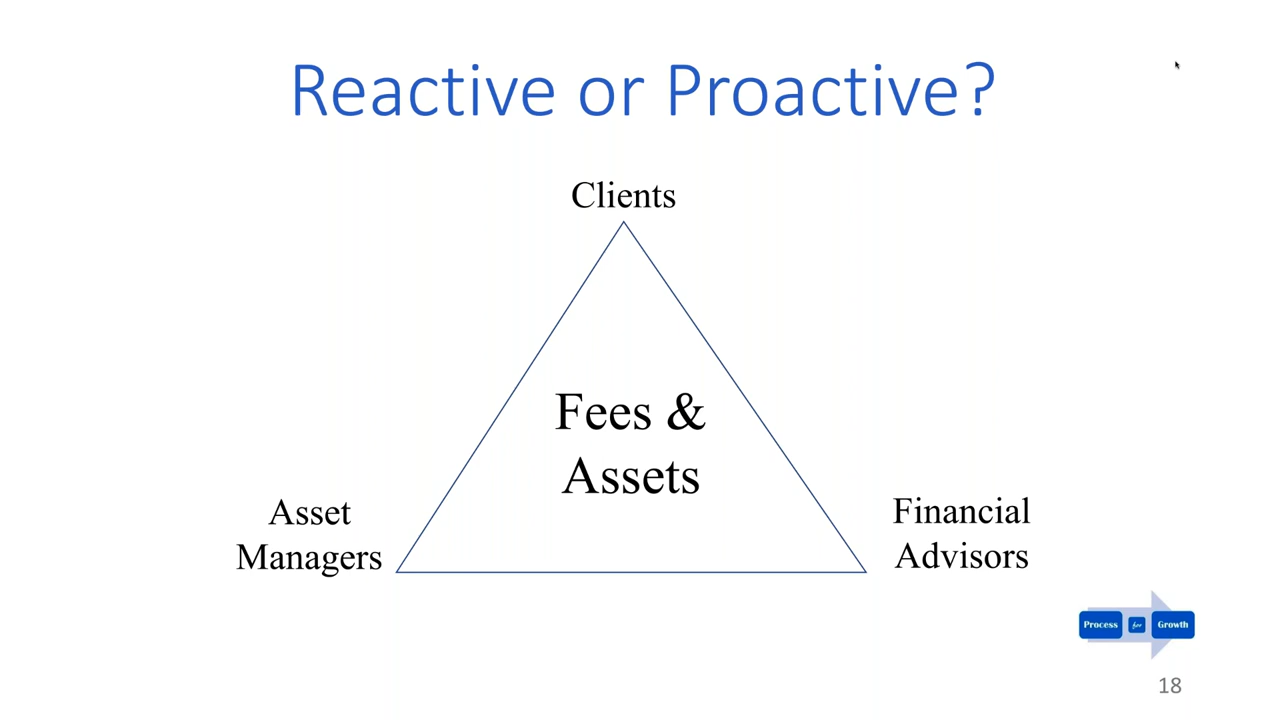 Reactive or Proactive?
Clients
Fees &
Assets
Asset
Managers
Financial
Advisors
Process for Growth
18